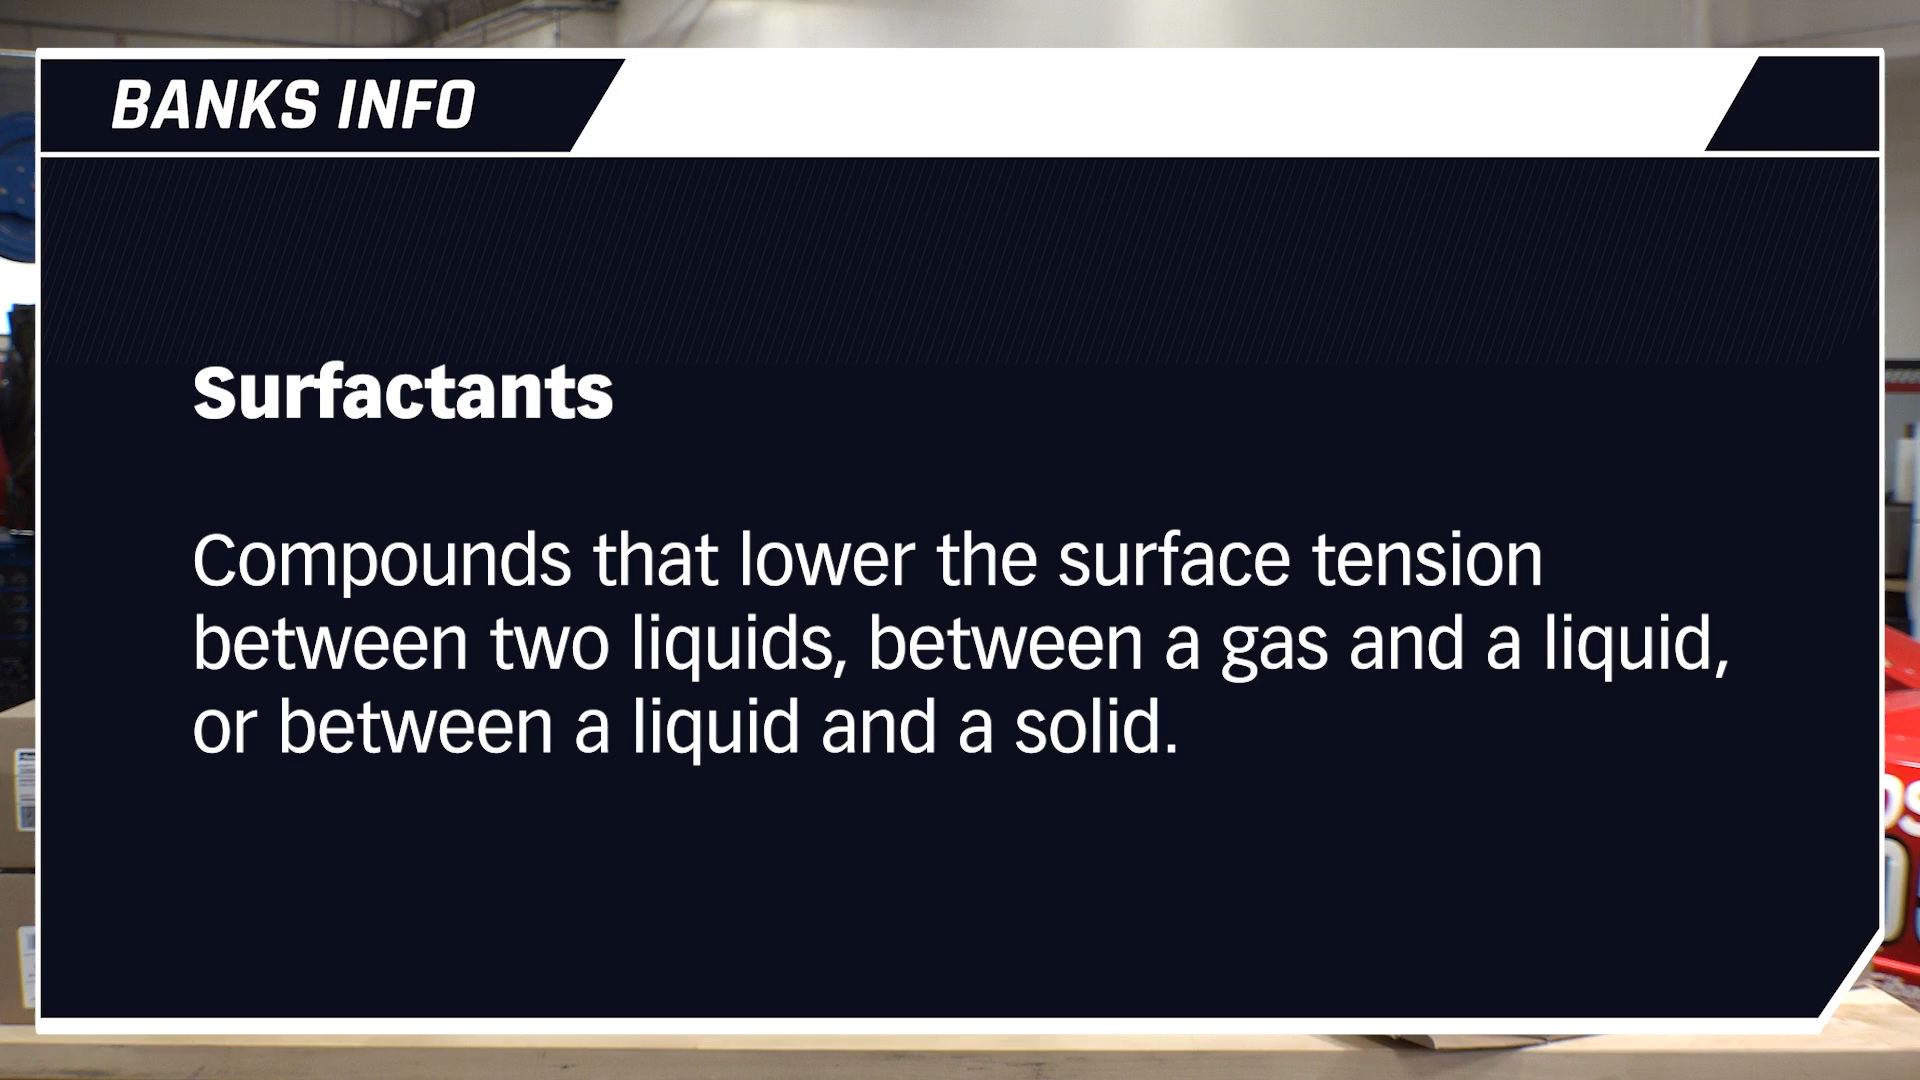 BANKS INFO
Surfactants
Compounds that lower the surface tension
between two liquids, between a gas and a liquid,
or between a liquid and a solid.